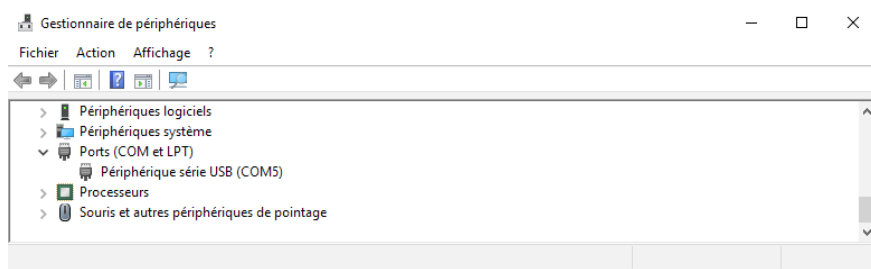 Gestionnaire de périphériques
Fichier Action Affichage ?
Périphériques logiciels
Périphériques système
Ports (COM et LPT)
Périphérique série USB (COM5)
Processeurs
Souris et autres périphériques de pointage